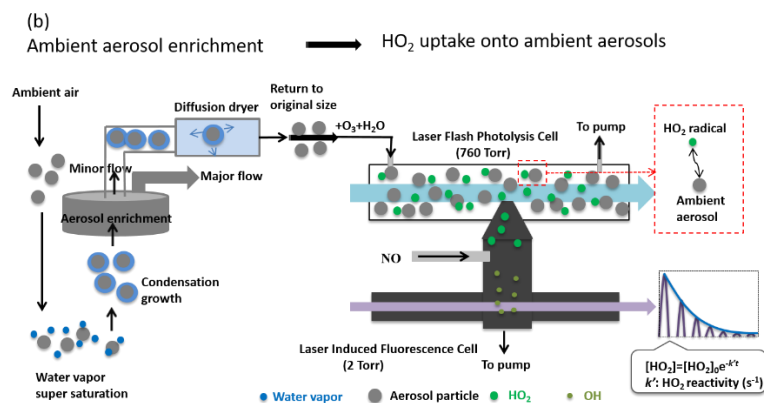 (b)
Ambient aerosol enrichment
HO₂ uptake onto ambient aerosols
Ambient air
Diffusion dryer
Return to
original size
+O₃+H₂O
Laser Flash Photolysis Cell
(760 Torr)
To pump
HO₂ radical
Ambient
aerosol
Minor flow
Major flow
Aerosol enrichment
Condensation
growth
NO
Water vapor
super saturation
Laser Induced Fluorescence Cell
(2 Torr)
To pump
[HO₂]=[HO₂]₀e⁻ᵏ'ᵗ
k': HO₂ reactivity (s⁻¹)
Water vapor
Aerosol particle
HO₂
OH